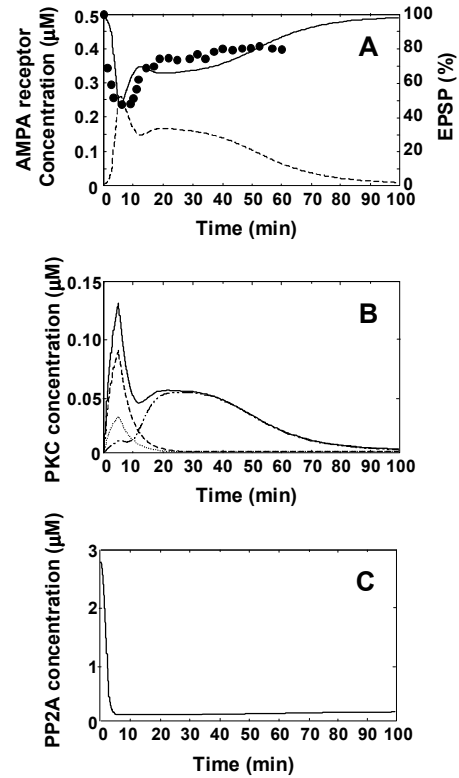 A
AMPA receptor
Concentration (µM)
EPSP (%)
0.5
0.4
0.3
0.2
0.1
0
100
80
60
40
20
0
0 10 20 30 40 50 60 70 80 90 100
Time (min)
B
PKC concentration (µM)
0.15
0.10
0.05
0
0 10 20 30 40 50 60 70 80 90 100
Time (min)
C
PP2A concentration (µM)
3
2
1
0
0 10 20 30 40 50 60 70 80 90 100
Time (min)